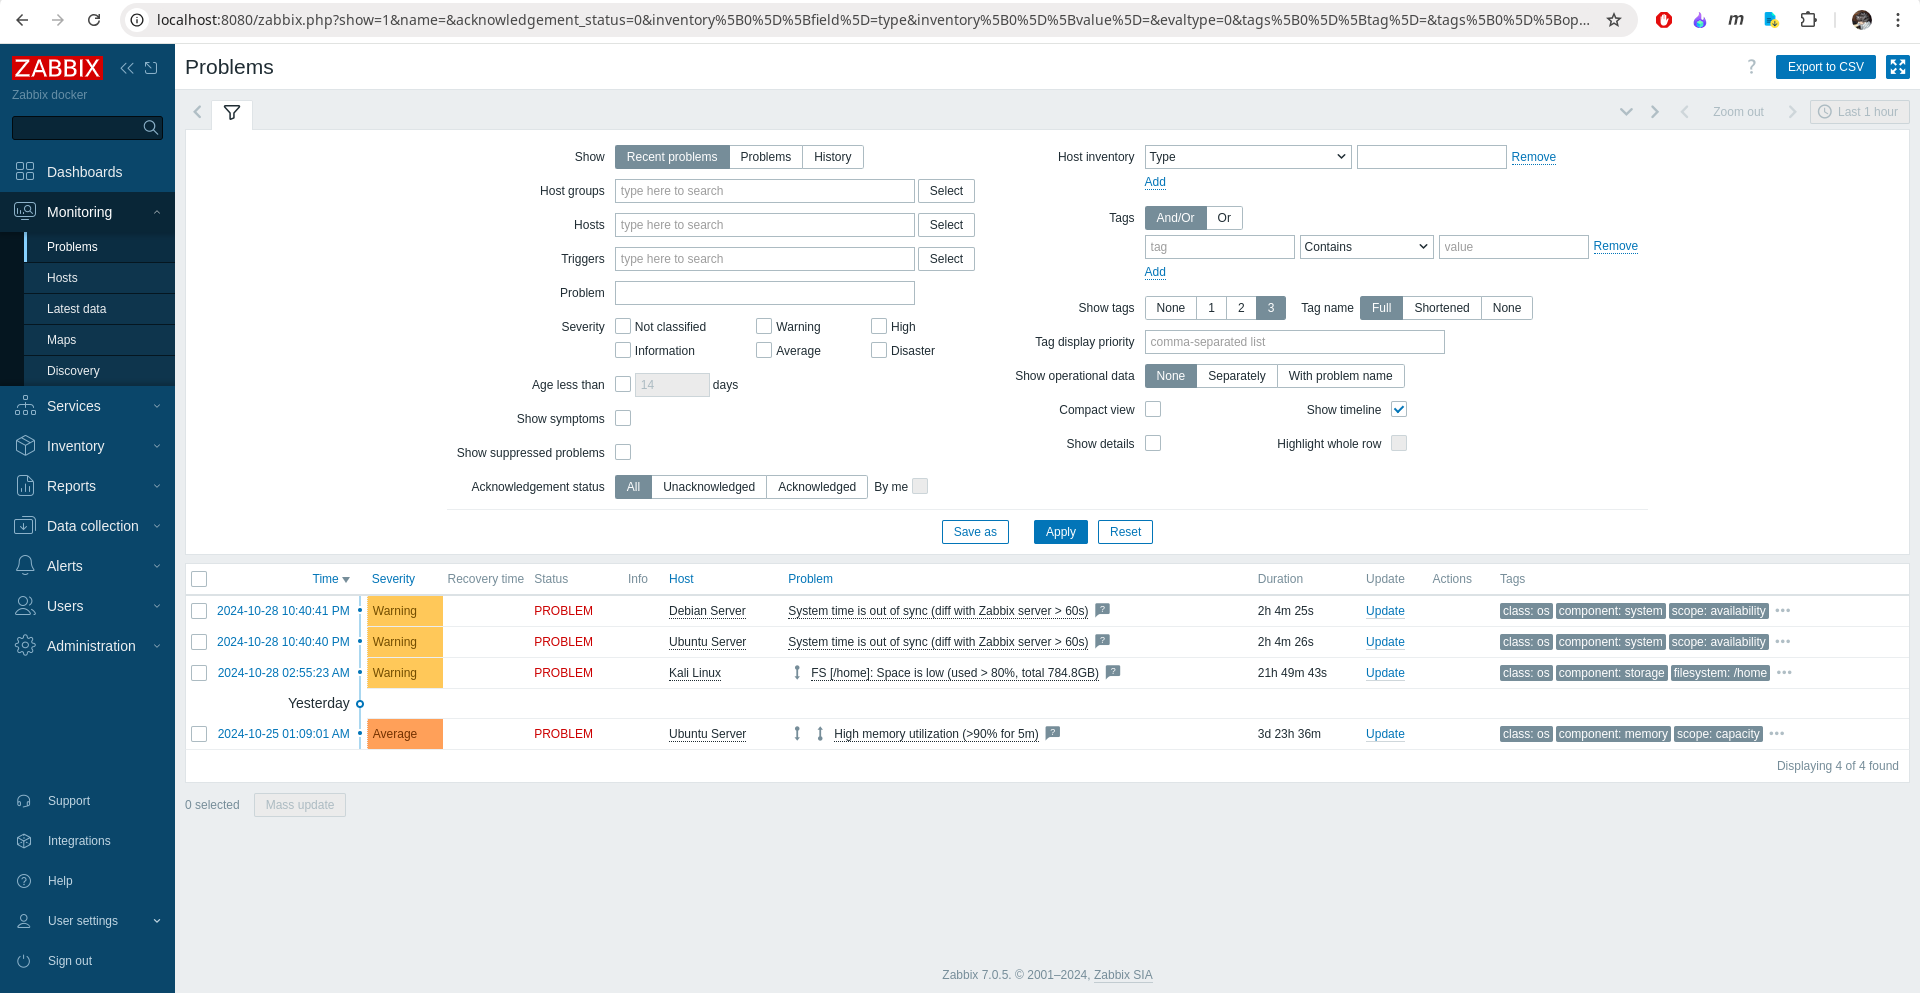 localhost:8080/zabbix.php?show=1&name=&acknowledgement_status=0&inventory%5B0%5D%5Bfield%5D=type&inventory%5B0%5D%5Bvalue%5D=&evaltype=0&tags%5B0%5D%5Btag%5D=&tags%5B0%5D%5Bop...
m
ZABBIX
Zabbix docker
Dashboards
Monitoring
Problems
Hosts
Latest data
Maps
Discovery
Services
Inventory
Reports
Data collection
Alerts
Users
Administration
Support
Integrations
Help
User settings
Sign out
Problems
? Export to CSV
Zoom out Last 1 hour
Show Recent problems Problems History
Host groups type here to search Select
Hosts type here to search Select
Triggers type here to search Select
Problem
Severity Not classified Warning High
Information Average Disaster
Age less than 14 days
Show symptoms
Show suppressed problems
Acknowledgement status All Unacknowledged Acknowledged By me
Host inventory Type Remove
Add
Tags And/Or Or
tag Contains value Remove
Add
Show tags None 1 2 3 Tag name Full Shortened None
Tag display priority comma-separated list
Show operational data None Separately With problem name
Compact view Show timeline
Show details Highlight whole row
Save as Apply Reset
Time Severity Recovery time Status Info Host Problem Duration Update Actions Tags
2024-10-28 10:40:41 PM Warning PROBLEM Debian Server System time is out of sync (diff with Zabbix server > 60s) ? 2h 4m 25s Update class: os component: system scope: availability •••
2024-10-28 10:40:40 PM Warning PROBLEM Ubuntu Server System time is out of sync (diff with Zabbix server > 60s) ? 2h 4m 26s Update class: os component: system scope: availability •••
2024-10-28 02:55:23 AM Warning PROBLEM Kali Linux FS [/home]: Space is low (used > 80%, total 784.8GB) ? 21h 49m 43s Update class: os component: storage filesystem: /home •••
Yesterday
2024-10-25 01:09:01 AM Average PROBLEM Ubuntu Server High memory utilization (>90% for 5m) ? 3d 23h 36m Update class: os component: memory scope: capacity •••
Displaying 4 of 4 found
0 selected Mass update
Zabbix 7.0.5. © 2001–2024, Zabbix SIA